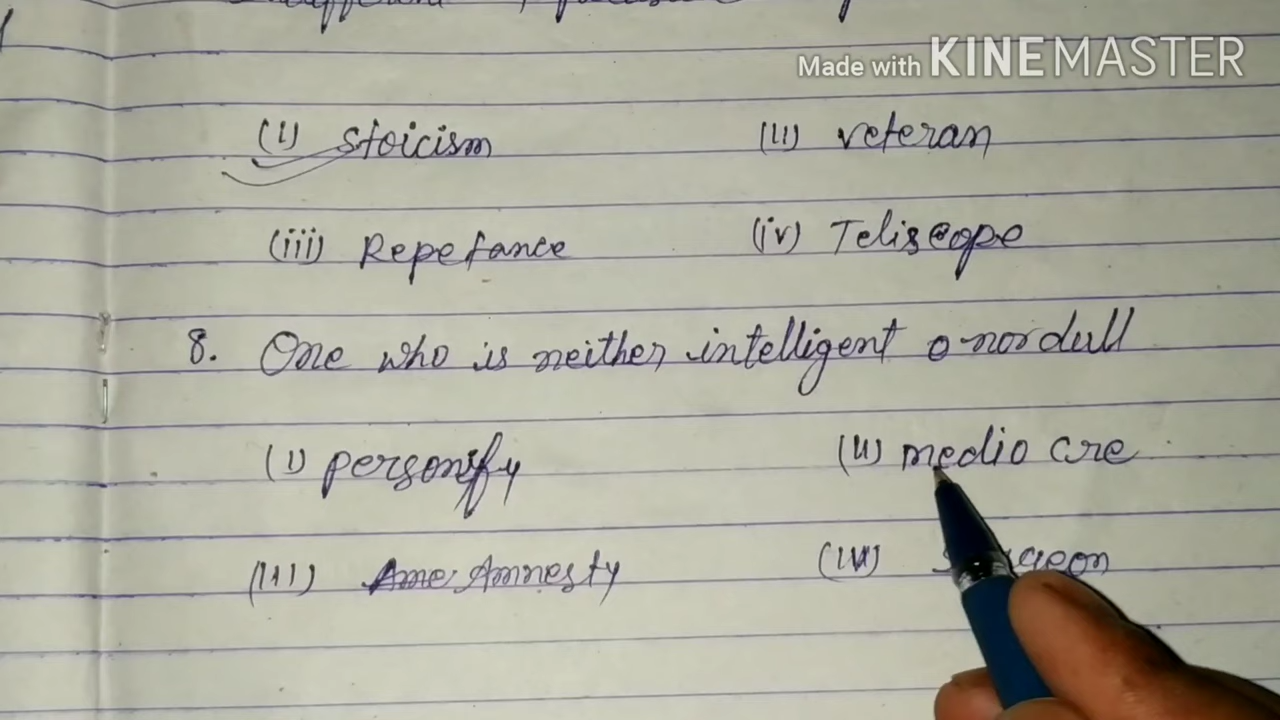 Made with KINEMASTER
(i) Stoicism (ii) veteran
(iii) Repetance (iv) Teliscope
8. One who is neither intelligent o nor dull
(i) personify (ii) medio cre
(iii) Ame Amnesty (iv)